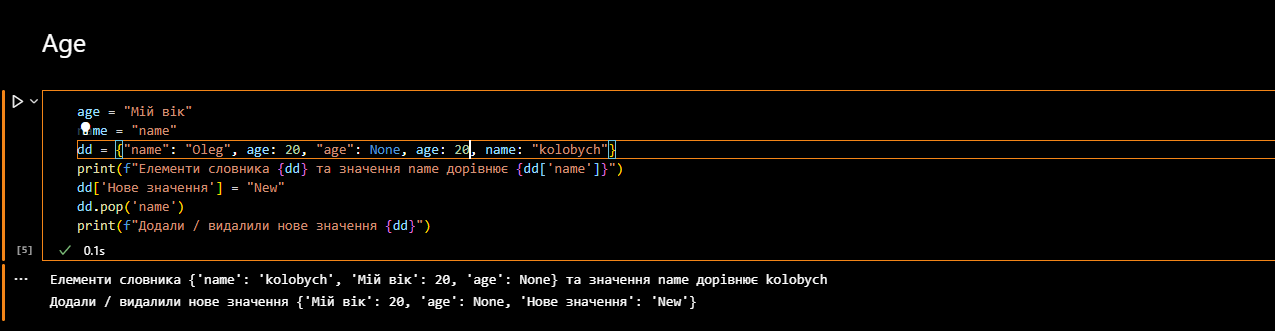 Age
age = "Мій вік"
name = "name"
dd = {"name": "Oleg", age: 20, "age": None, age: 20, name: "kolobych"}
print(f"Елементи словника {dd} та значення name дорівнює {dd['name']}")
dd['Нове значення'] = "New"
dd.pop('name')
print(f"Додали / видалили нове значення {dd}")
[5] 0.1s
... Елементи словника {'name': 'kolobych', 'Мій вік': 20, 'age': None} та значення name дорівнює kolobych
Додали / видалили нове значення {'Мій вік': 20, 'age': None, 'Нове значення': 'New'}